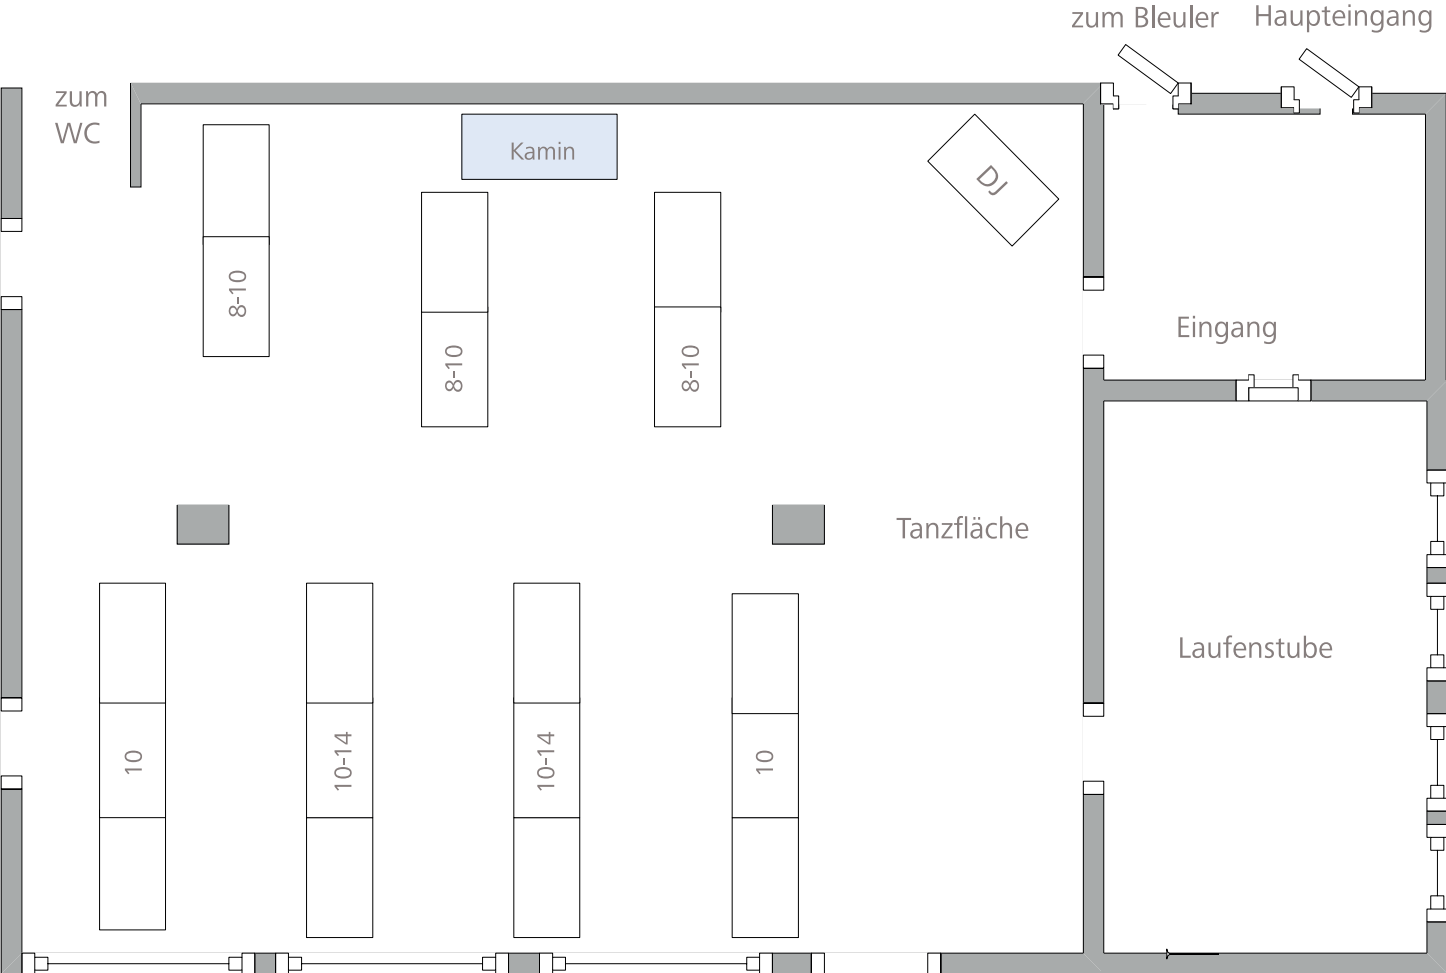 zum Bleuler
Haupteingang
zum
WC
Kamin
DJ
8-10
8-10
8-10
Eingang
Tanzfläche
Laufenstube
10
10-14
10-14
10